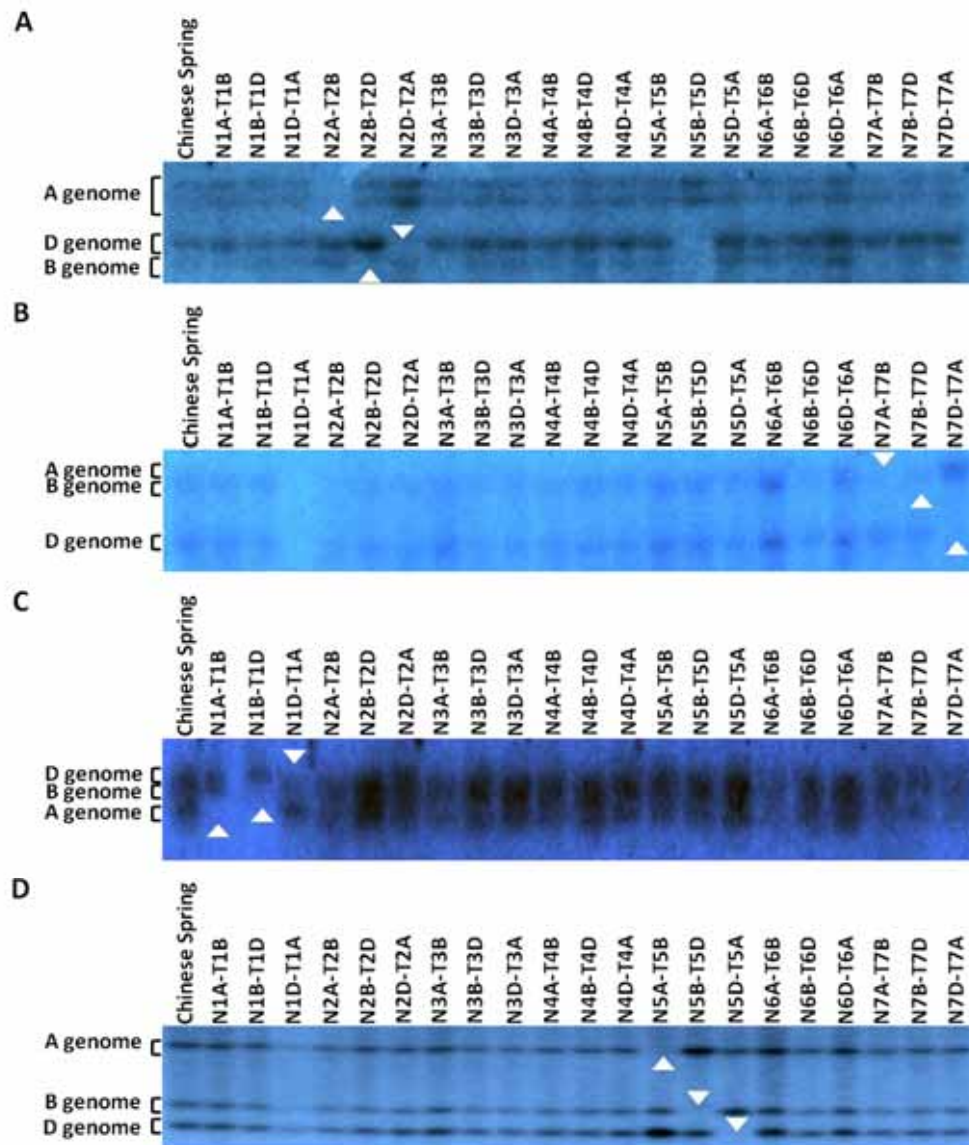 A
Chinese Spring
N1A-T1B
N1B-T1D
N1D-T1A
N2A-T2B
N2B-T2D
N2D-T2A
N3A-T3B
N3B-T3D
N3D-T3A
N4A-T4B
N4B-T4D
N4D-T4A
N5A-T5B
N5B-T5D
N5D-T5A
N6A-T6B
N6B-T6D
N6D-T6A
N7A-T7B
N7B-T7D
N7D-T7A
A genome
D genome
B genome
B
Chinese Spring
N1A-T1B
N1B-T1D
N1D-T1A
N2A-T2B
N2B-T2D
N2D-T2A
N3A-T3B
N3B-T3D
N3D-T3A
N4A-T4B
N4B-T4D
N4D-T4A
N5A-T5B
N5B-T5D
N5D-T5A
N6A-T6B
N6B-T6D
N6D-T6A
N7A-T7B
N7B-T7D
N7D-T7A
A genome
B genome
D genome
C
Chinese Spring
N1A-T1B
N1B-T1D
N1D-T1A
N2A-T2B
N2B-T2D
N2D-T2A
N3A-T3B
N3B-T3D
N3D-T3A
N4A-T4B
N4B-T4D
N4D-T4A
N5A-T5B
N5B-T5D
N5D-T5A
N6A-T6B
N6B-T6D
N6D-T6A
N7A-T7B
N7B-T7D
N7D-T7A
D genome
B genome
A genome
D
Chinese Spring
N1A-T1B
N1B-T1D
N1D-T1A
N2A-T2B
N2B-T2D
N2D-T2A
N3A-T3B
N3B-T3D
N3D-T3A
N4A-T4B
N4B-T4D
N4D-T4A
N5A-T5B
N5B-T5D
N5D-T5A
N6A-T6B
N6B-T6D
N6D-T6A
N7A-T7B
N7B-T7D
N7D-T7A
A genome
B genome
D genome